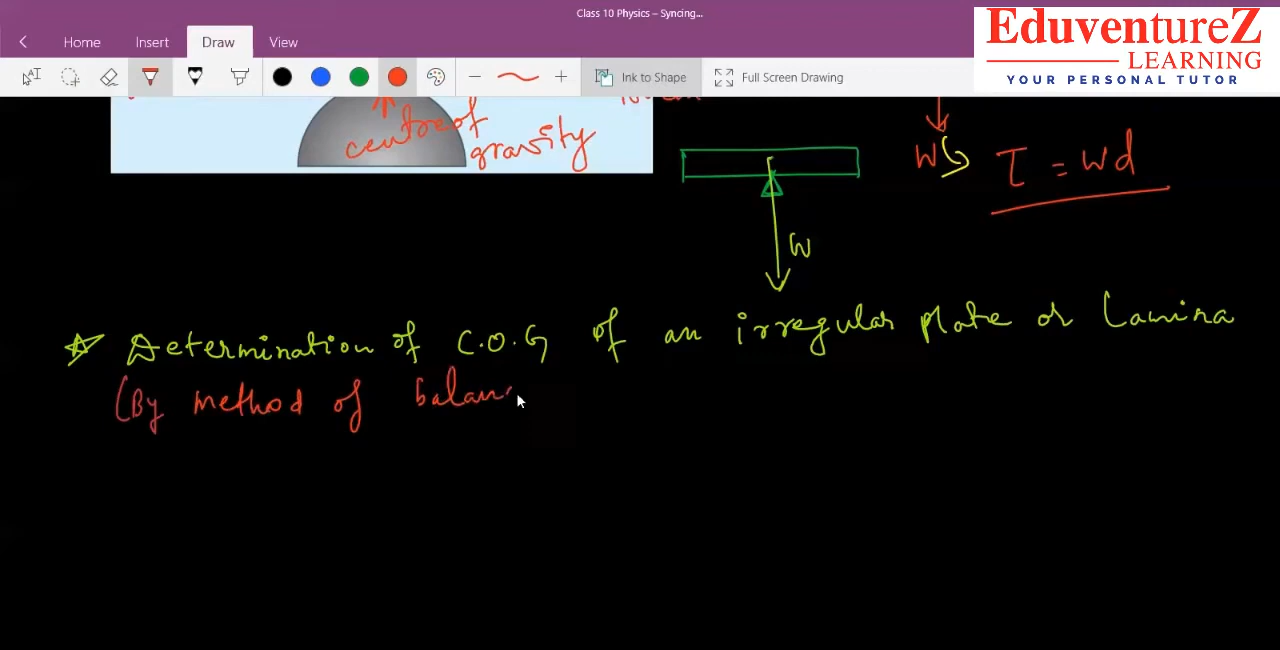 Class 10 Physics – Syncing...
Home Insert Draw View
EduventureZ
LEARNING
YOUR PERSONAL TUTOR
Ink to Shape Full Screen Drawing
centre of
gravity
W
τ = Wd
W
Determination of C.O.G of an irregular plate or Lamina
(By method of balan